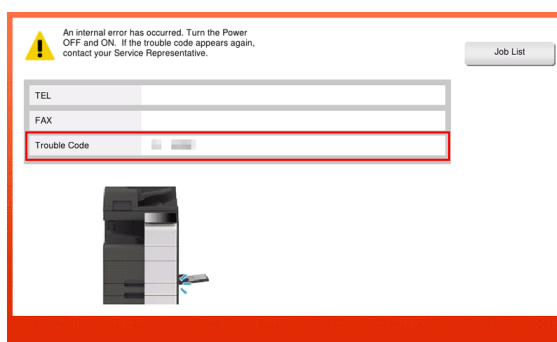 An internal error has occurred. Turn the Power
OFF and ON. If the trouble code appears again,
contact your Service Representative.
Job List
TEL
FAX
Trouble Code